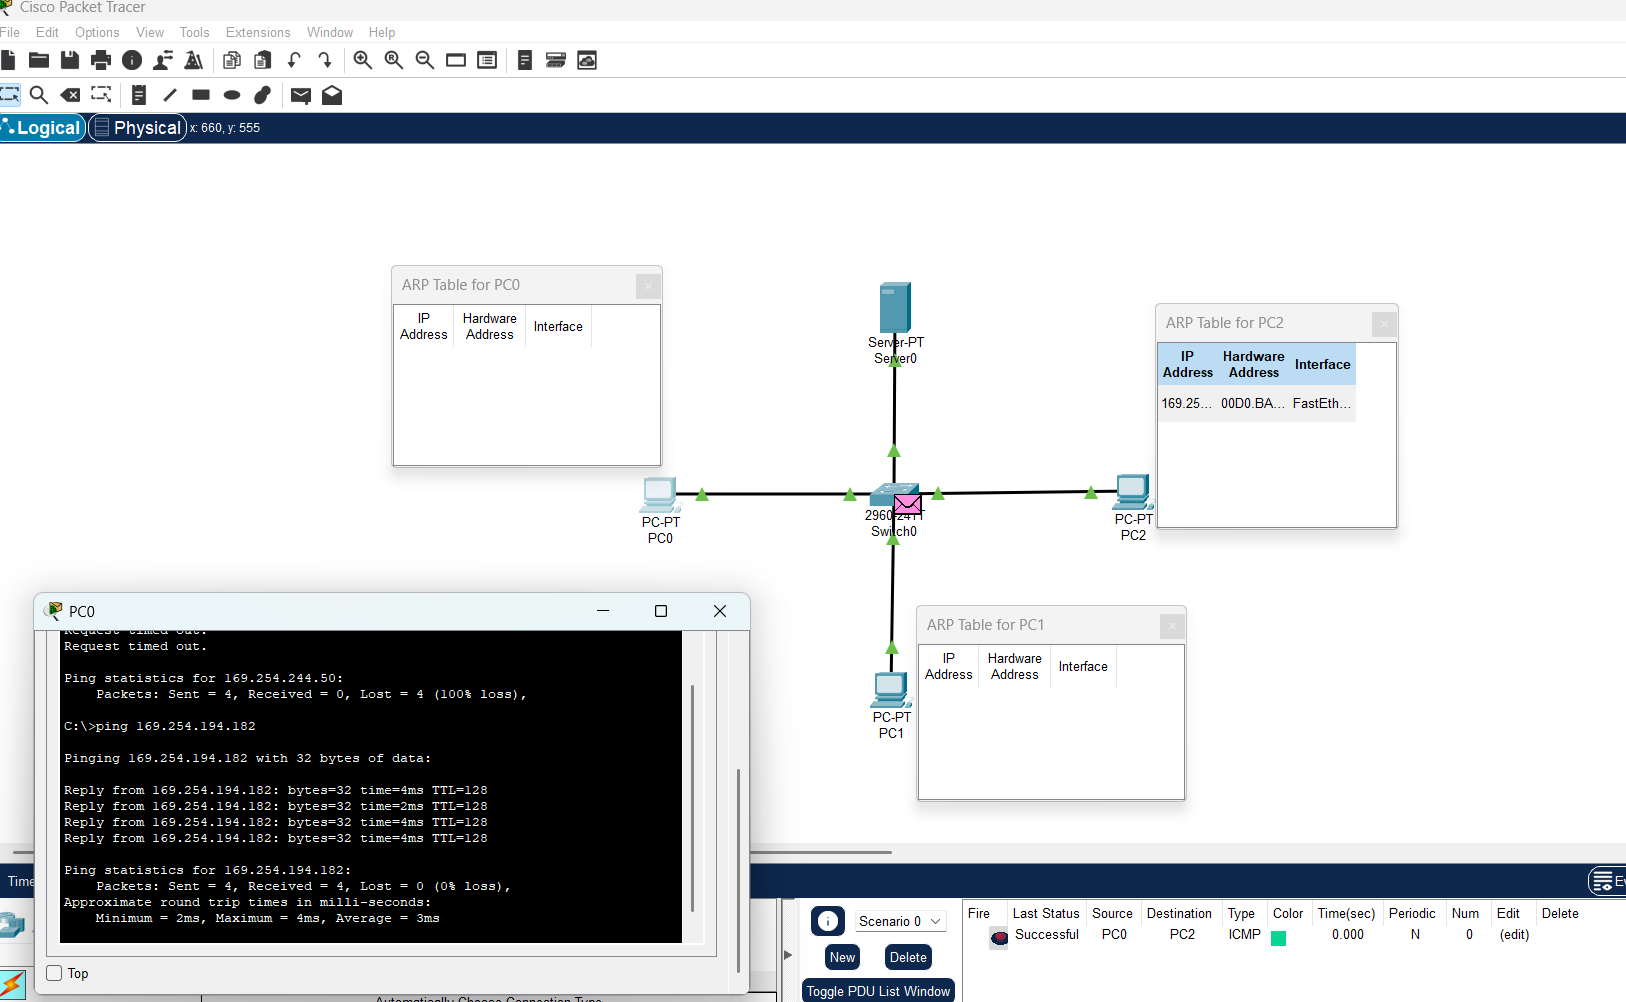 Cisco Packet Tracer
File Edit Options View Tools Extensions Window Help
Logical Physical x: 660, y: 555
ARP Table for PC0
IP Address Hardware Address Interface
Server-PT
Server0
ARP Table for PC2
IP Address Hardware Address Interface
169.25... 00D0.BA... FastEth...
PC-PT
PC0
2960-24TT
Switch0
PC-PT
PC2
ARP Table for PC1
IP Address Hardware Address Interface
PC-PT
PC1
PC0
Request timed out.
Request timed out.
Ping statistics for 169.254.244.50:
Packets: Sent = 4, Received = 0, Lost = 4 (100% loss),
C:\>ping 169.254.194.182
Pinging 169.254.194.182 with 32 bytes of data:
Reply from 169.254.194.182: bytes=32 time=4ms TTL=128
Reply from 169.254.194.182: bytes=32 time=2ms TTL=128
Reply from 169.254.194.182: bytes=32 time=4ms TTL=128
Reply from 169.254.194.182: bytes=32 time=4ms TTL=128
Ping statistics for 169.254.194.182:
Packets: Sent = 4, Received = 4, Lost = 0 (0% loss),
Approximate round trip times in milli-seconds:
Minimum = 2ms, Maximum = 4ms, Average = 3ms
Top
Time
Scenario 0
New Delete
Toggle PDU List Window
Fire Last Status Source Destination Type Color Time(sec) Periodic Num Edit Delete
Successful PC0 PC2 ICMP 0.000 N 0 (edit)
Automatically Choose Connection Type